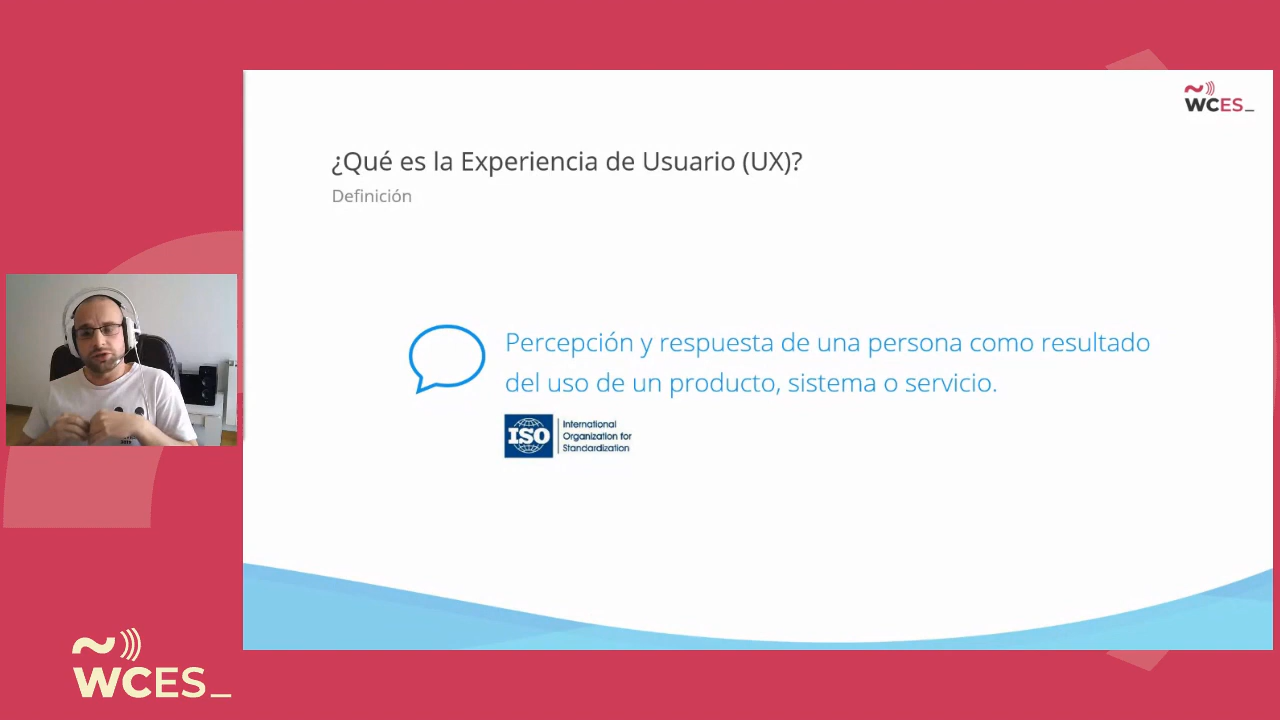 WCES_
¿Qué es la Experiencia de Usuario (UX)?
Definición
Percepción y respuesta de una persona como resultado
del uso de un producto, sistema o servicio.
ISO
International
Organization for
Standardization
WCES_